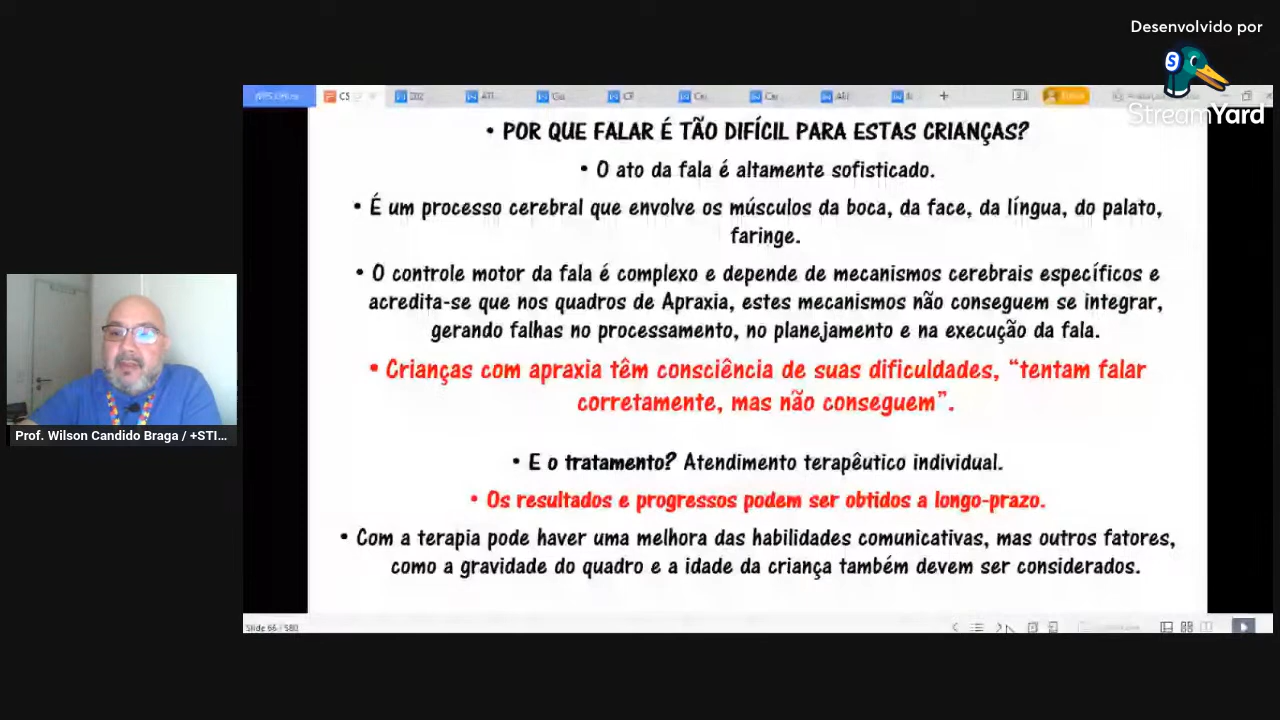 Desenvolvido por
S
StreamYard
WPS Office
CS
+
• POR QUE FALAR É TÃO DIFÍCIL PARA ESTAS CRIANÇAS?
• O ato da fala é altamente sofisticado.
• É um processo cerebral que envolve os músculos da boca, da face, da língua, do palato,
faringe.
• O controle motor da fala é complexo e depende de mecanismos cerebrais específicos e
acredita-se que nos quadros de Apraxia, estes mecanismos não conseguem se integrar,
gerando falhas no processamento, no planejamento e na execução da fala.
• Crianças com apraxia têm consciência de suas dificuldades, “tentam falar
corretamente, mas não conseguem”.
• E o tratamento? Atendimento terapêutico individual.
• Os resultados e progressos podem ser obtidos a longo-prazo.
• Com a terapia pode haver uma melhora das habilidades comunicativas, mas outros fatores,
como a gravidade do quadro e a idade da criança também devem ser considerados.
Prof. Wilson Candido Braga / +STI...
Slide 66 / 580